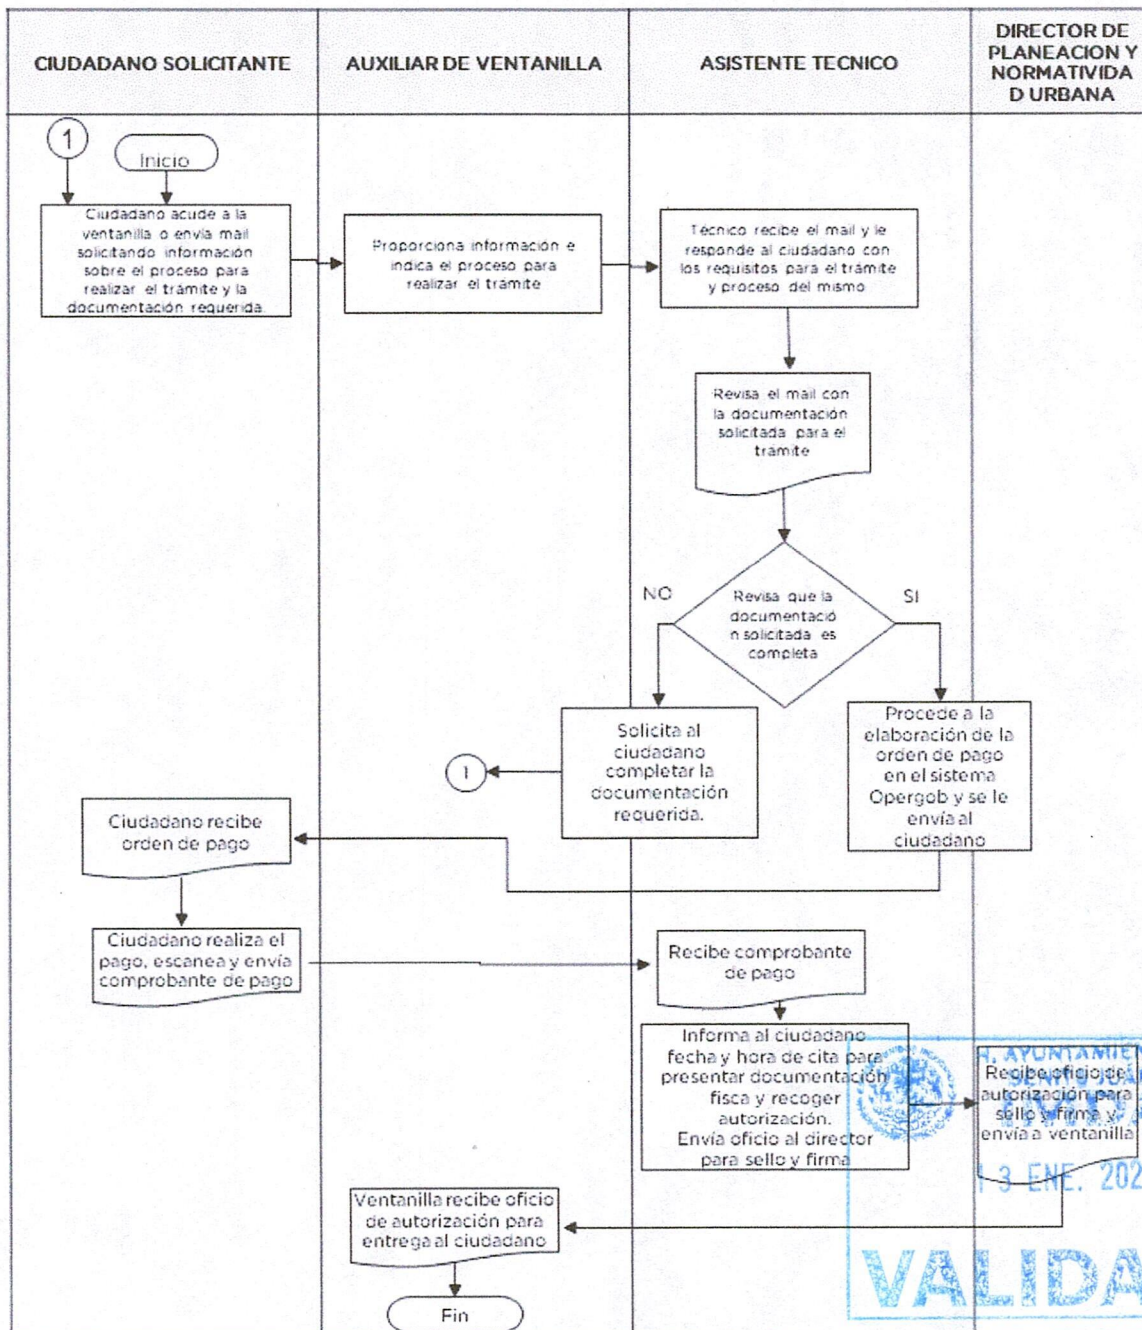 CIUDADANO SOLICITANTE
AUXILIAR DE VENTANILLA
ASISTENTE TECNICO
DIRECTOR DE
PLANEACION Y
NORMATIVIDA
D URBANA
1
Inicio
Ciudadano acude a la
ventanilla o envía mail
solicitando información
sobre el proceso para
realizar el trámite y la
documentación requerida
Proporciona información e
indica el proceso para
realizar el trámite
Técnico recibe el mail y le
responde al ciudadano con
los requisitos para el trámite
y proceso del mismo
Revisa el mail con
la documentación
solicitada para el
trámite
NO
Revisa que la
documentació
n solicitada es
completa
SI
Solicita al
ciudadano
completar la
documentación
requerida.
1
Procede a la
elaboración de la
orden de pago
en el sistema
Opergob y se le
envía al
ciudadano
Ciudadano recibe
orden de pago
Ciudadano realiza el
pago, escanea y envía
comprobante de pago
Recibe comprobante
de pago
Informa al ciudadano
fecha y hora de cita para
presentar documentación
fisca y recoger
autorización.
Envía oficio al director
para sello y firma
H. AYUNTAMIEN
Recibe oficio de
autorización para
sello y firma y
envía a ventanilla
13 ENE. 202
VALIDA
Ventanilla recibe oficio
de autorización para
entrega al ciudadano
Fin